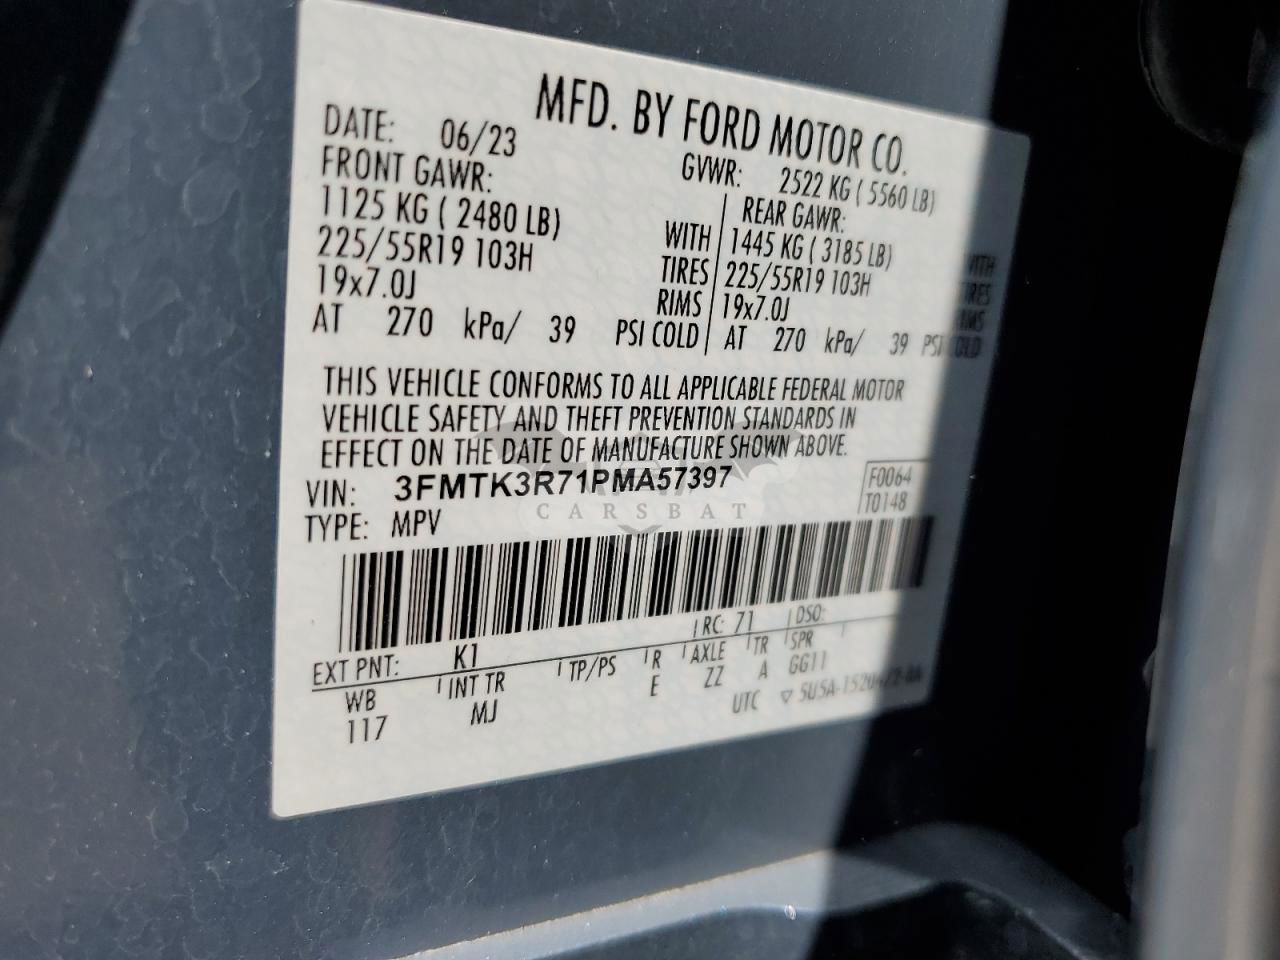 MFD. BY FORD MOTOR CO.
DATE: 06/23 GVWR: 2522 KG ( 5560 LB)
FRONT GAWR: REAR GAWR:
1125 KG ( 2480 LB) WITH 1445 KG ( 3185 LB) WITH
225/55R19 103H TIRES 225/55R19 103H TIRES
19x7.0J RIMS 19x7.0J RIMS
AT 270 kPa/ 39 PSI COLD AT 270 kPa/ 39 PSI COLD
THIS VEHICLE CONFORMS TO ALL APPLICABLE FEDERAL MOTOR
VEHICLE SAFETY AND THEFT PREVENTION STANDARDS IN
EFFECT ON THE DATE OF MANUFACTURE SHOWN ABOVE.
VIN: 3FMTK3R71PMA57397 F0064
TYPE: MPV T0148
CARSBAT
EXT PNT: K1 RC: 71 DSO:
WB INT TR TP/PS R AXLE TR SPR
117 MJ E ZZ A GG11
UTC